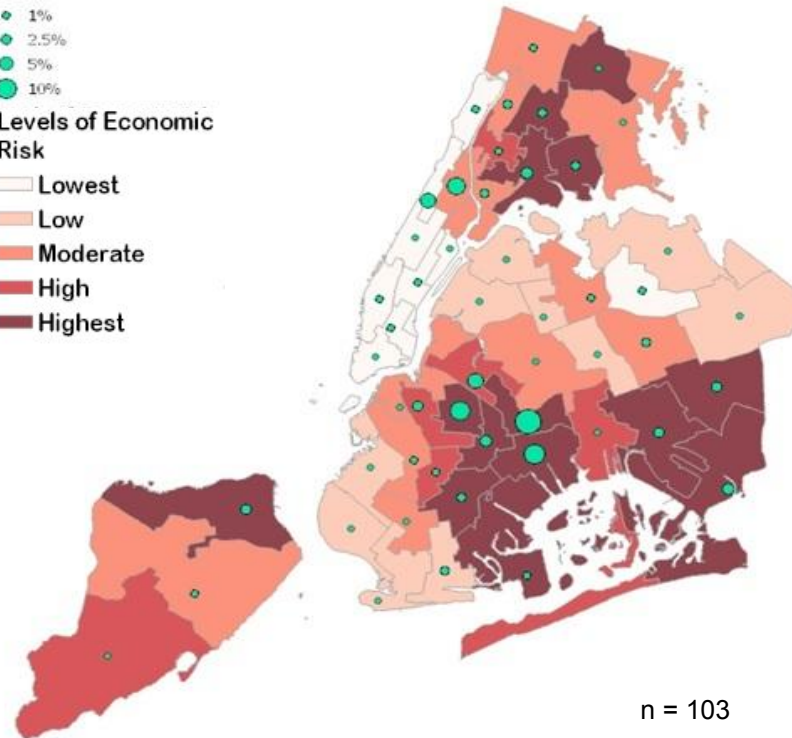 1%
2.5%
5%
10%
Levels of Economic
Risk
Lowest
Low
Moderate
High
Highest
n = 103